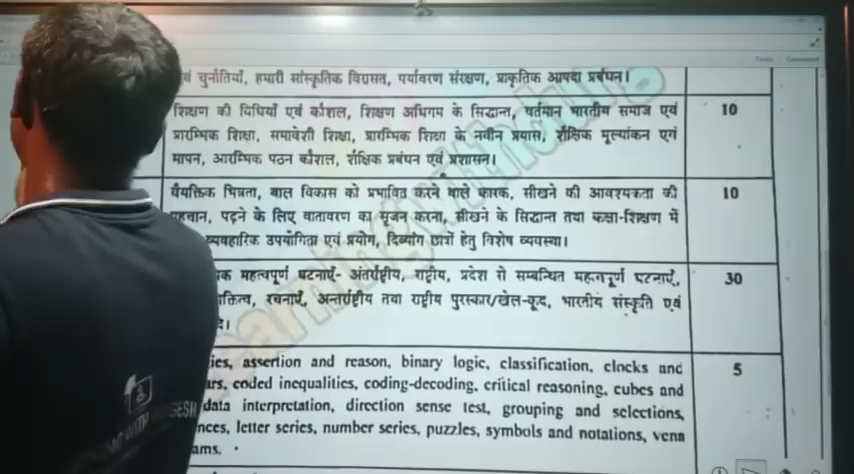 चुनौतियाँ, हमारी सांस्कृतिक विरासत, पर्यावरण संरक्षण, प्राकृतिक आपदा प्रबंधन।
Tools Comment
शिक्षण की विधियाँ एवं कौशल, शिक्षण अधिगम के सिद्धान्त, वर्तमान भारतीय समाज एवं 10
प्रारम्भिक शिक्षा, समावेशी शिक्षा, प्रारम्भिक शिक्षा के नवीन प्रयास, शैक्षिक मूल्यांकन एवं
मापन, आरम्भिक पठन कौशल, शैक्षिक प्रबंधन एवं प्रशासन।
वैयक्तिक भिन्नता, बाल विकास को प्रभावित करने वाले कारक, सीखने की आवश्यकता की 10
पहचान, पढ़ने के लिए वातावरण का सृजन करना, सीखने के सिद्धान्त तथा कक्षा-शिक्षण में
व्यवहारिक उपयोगिता एवं प्रयोग, दिव्यांग छात्रों हेतु विशेष व्यवस्था।
महत्वपूर्ण घटनाएँ- अंतर्राष्ट्रीय, राष्ट्रीय, प्रदेश से सम्बन्धित महत्वपूर्ण घटनाएँ, 30
रचनाएँ, अन्तर्राष्ट्रीय तथा राष्ट्रीय पुरस्कार/खेल-कूद, भारतीय संस्कृति एवं
ies, assertion and reason, binary logic, classification, clocks and 5
rs, coded inequalities, coding-decoding, critical reasoning, cubes and
data interpretation, direction sense test, grouping and selections,
nces, letter series, number series, puzzles, symbols and notations, venn
ams.